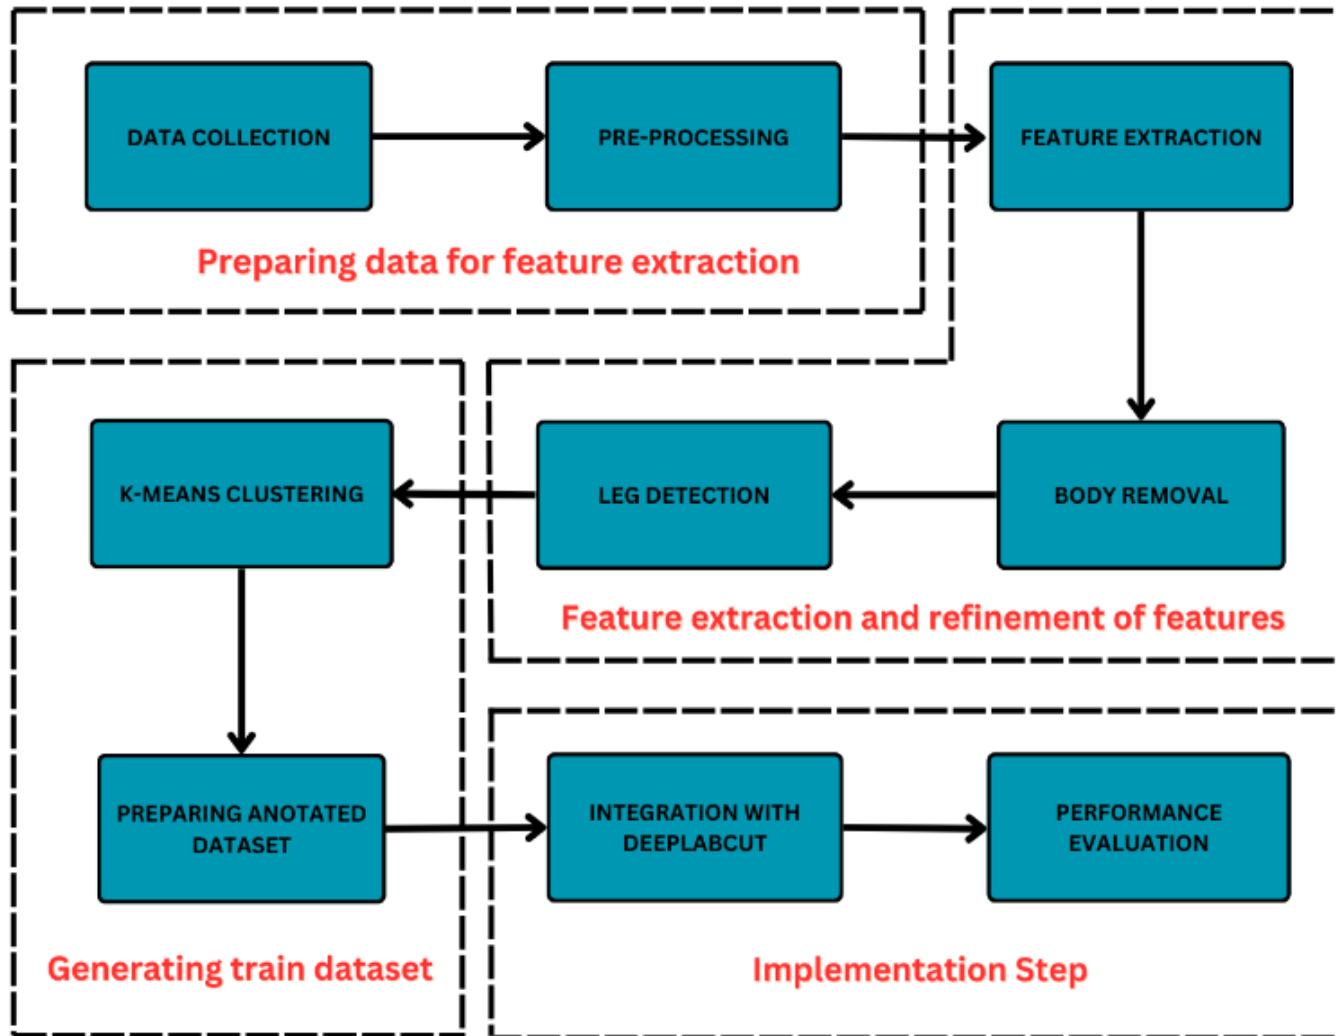 DATA COLLECTION
PRE-PROCESSING
FEATURE EXTRACTION
Preparing data for feature extraction
K-MEANS CLUSTERING
LEG DETECTION
BODY REMOVAL
Feature extraction and refinement of features
PREPARING ANOTATED
DATASET
INTEGRATION WITH
DEEPLABCUT
PERFORMANCE
EVALUATION
Generating train dataset
Implementation Step